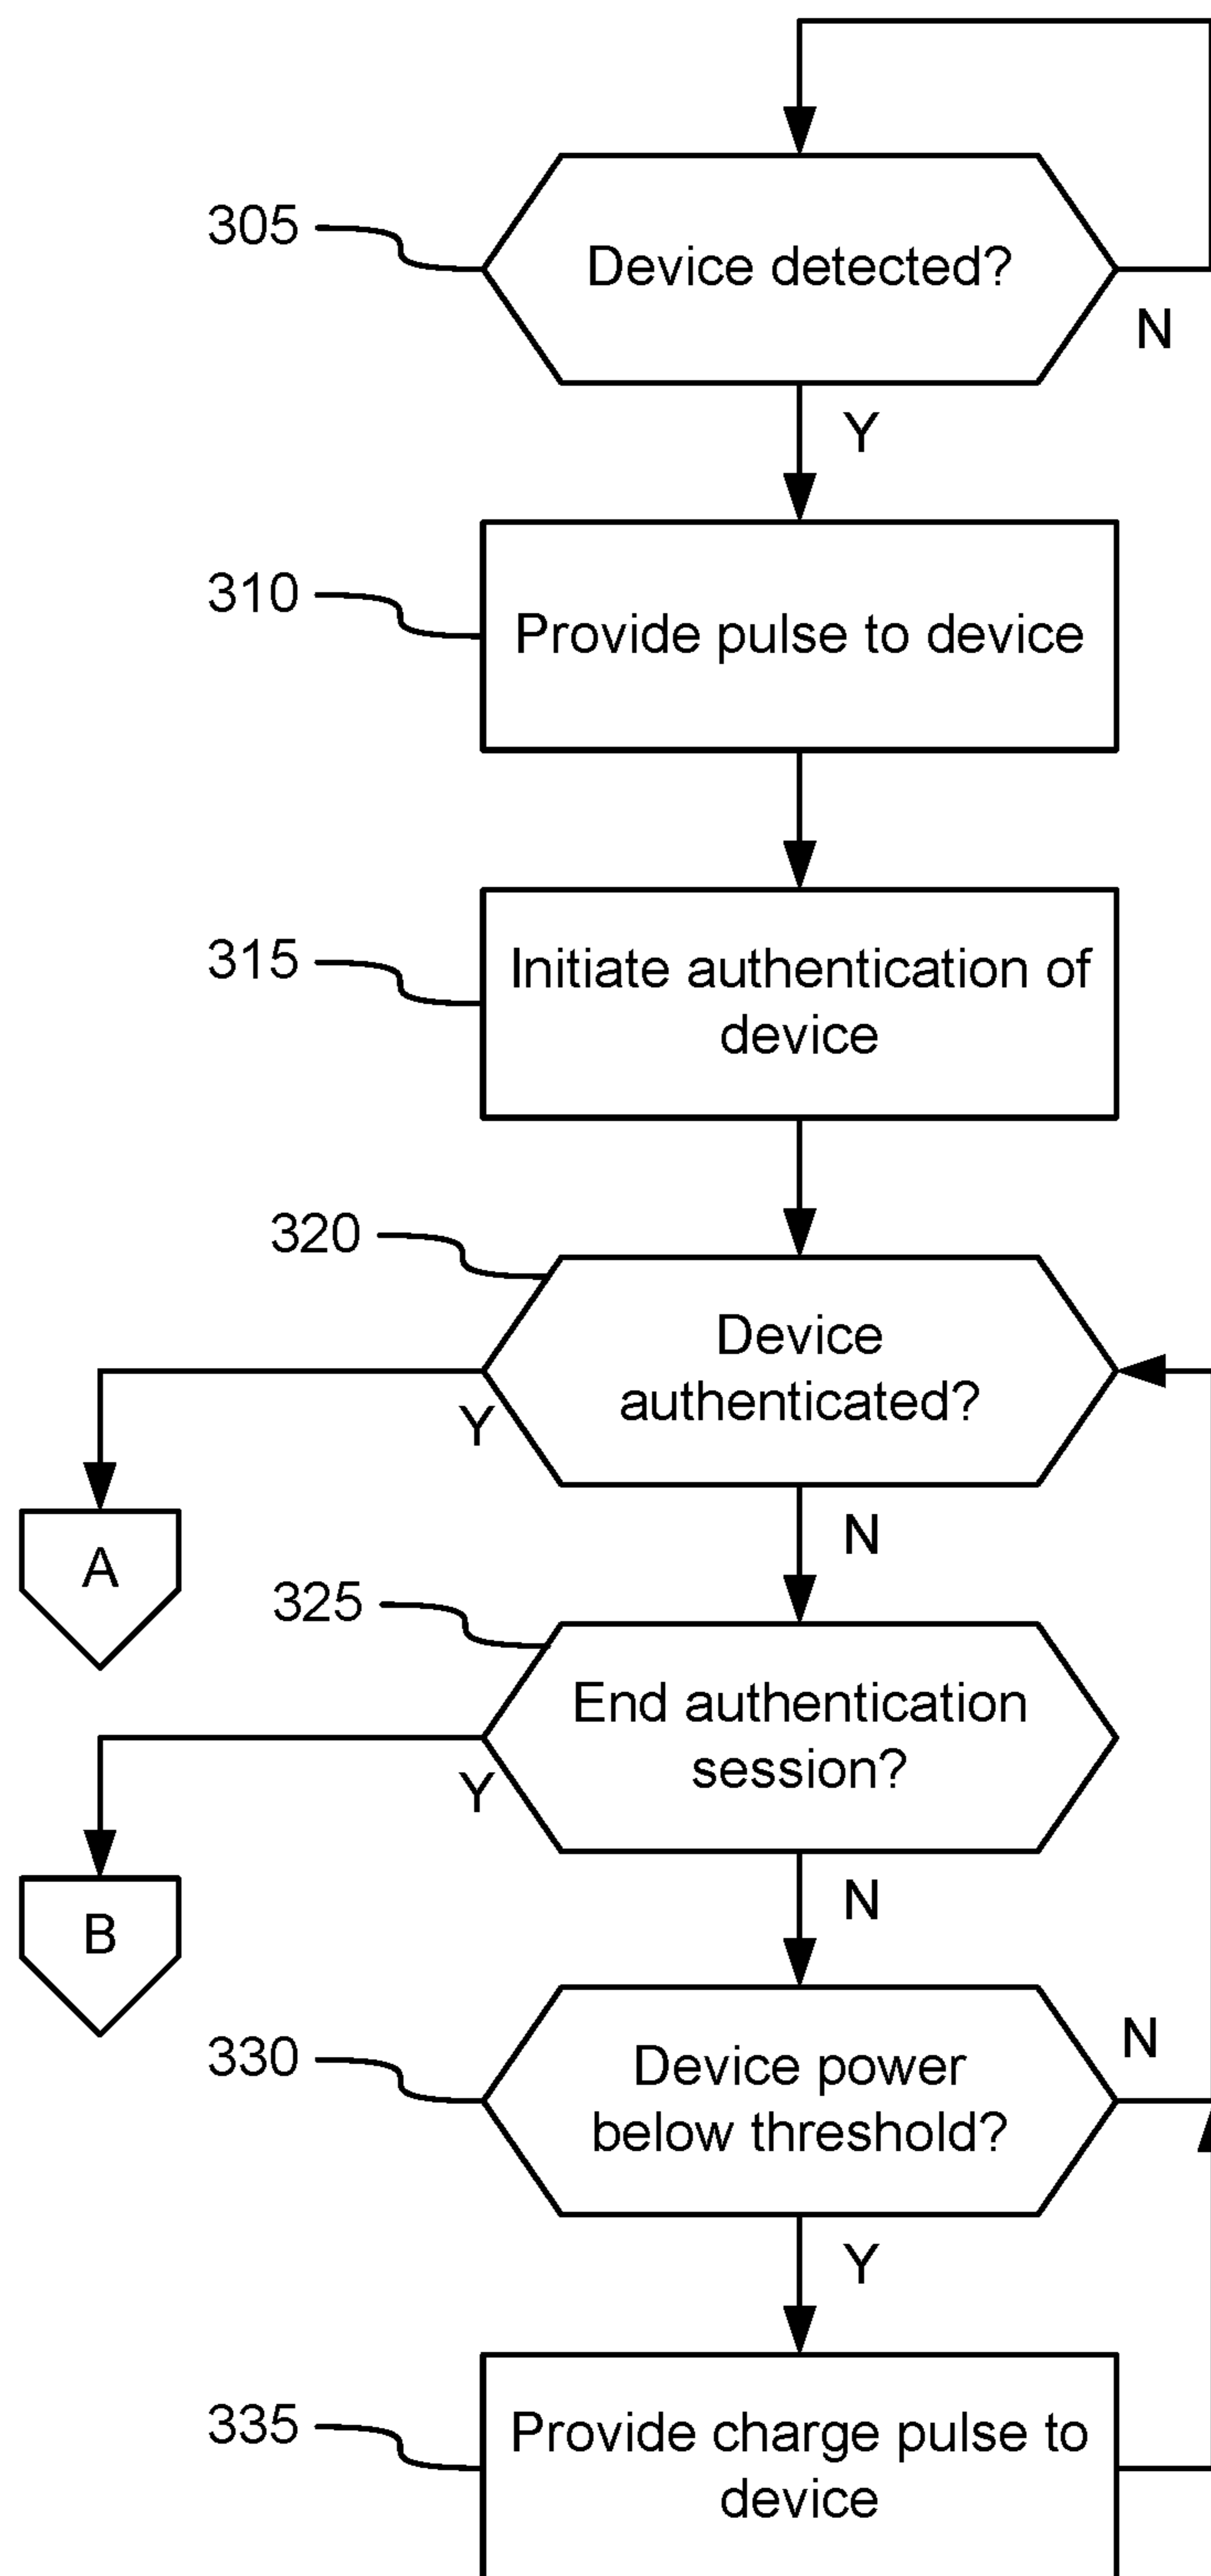 305
Device detected?
N
Y
310
Provide pulse to device
315
Initiate authentication of
device
320
Device
authenticated?
Y
N
A
325
End authentication
session?
Y
N
B
330
Device power
below threshold?
N
Y
335
Provide charge pulse to
device